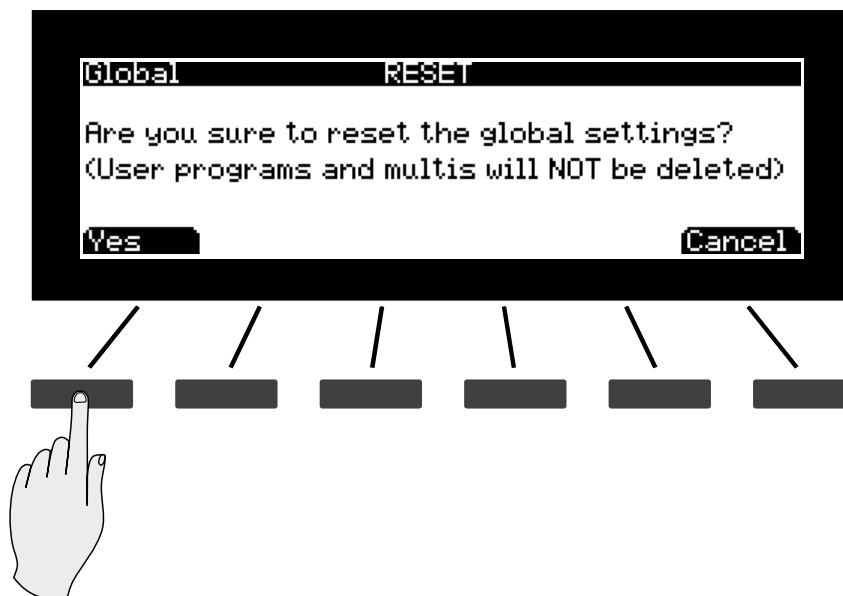 Global RESET
Are you sure to reset the global settings?
(User programs and multis will NOT be deleted)
Yes Cancel